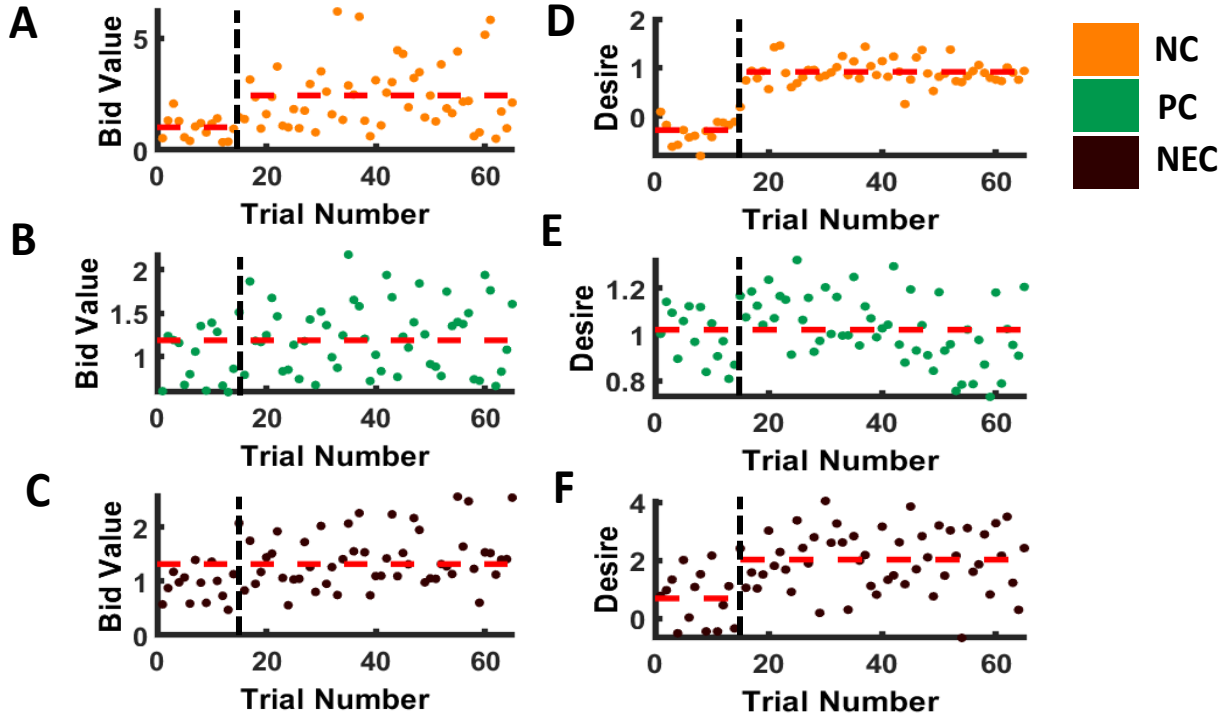 A
Bid Value
5
0
0 20 40 60
Trial Number
D
Desire
2
1
0
0 20 40 60
Trial Number
NC
PC
NEC
B
Bid Value
2
1.5
1
0 20 40 60
Trial Number
E
Desire
1.2
1
0.8
0 20 40 60
Trial Number
C
Bid Value
2
1
0
0 20 40 60
Trial Number
F
Desire
4
2
0
0 20 40 60
Trial Number